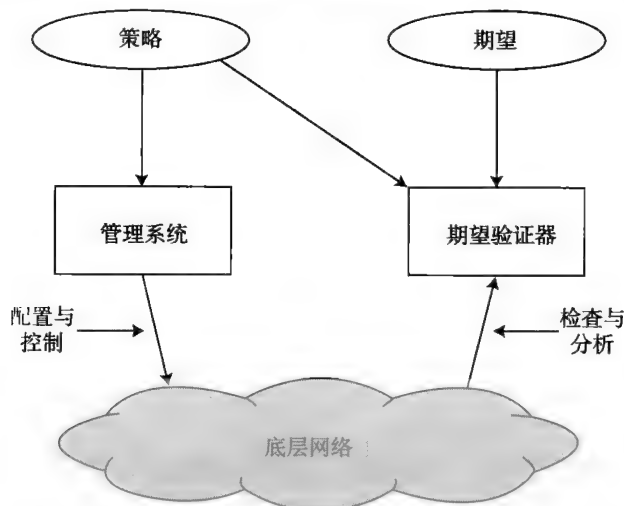 策略
期望
管理系统
期望验证器
配置与
控制
检查与
分析
底层网络